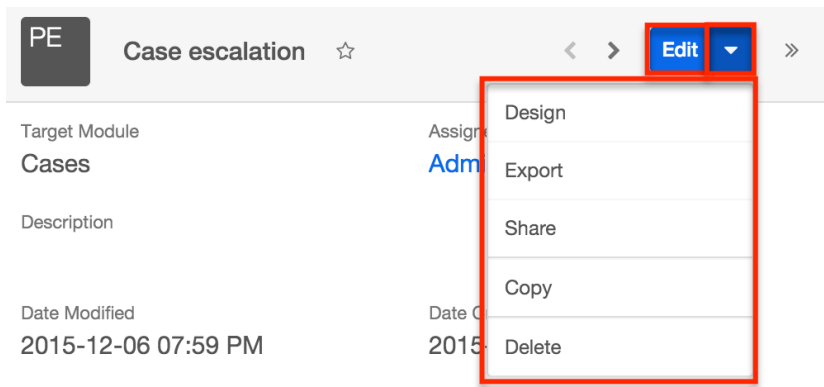 PE
Case escalation
Edit
Design
Target Module
Cases
Export
Description
Share
Copy
Date Modified
2015-12-06 07:59 PM
Delete